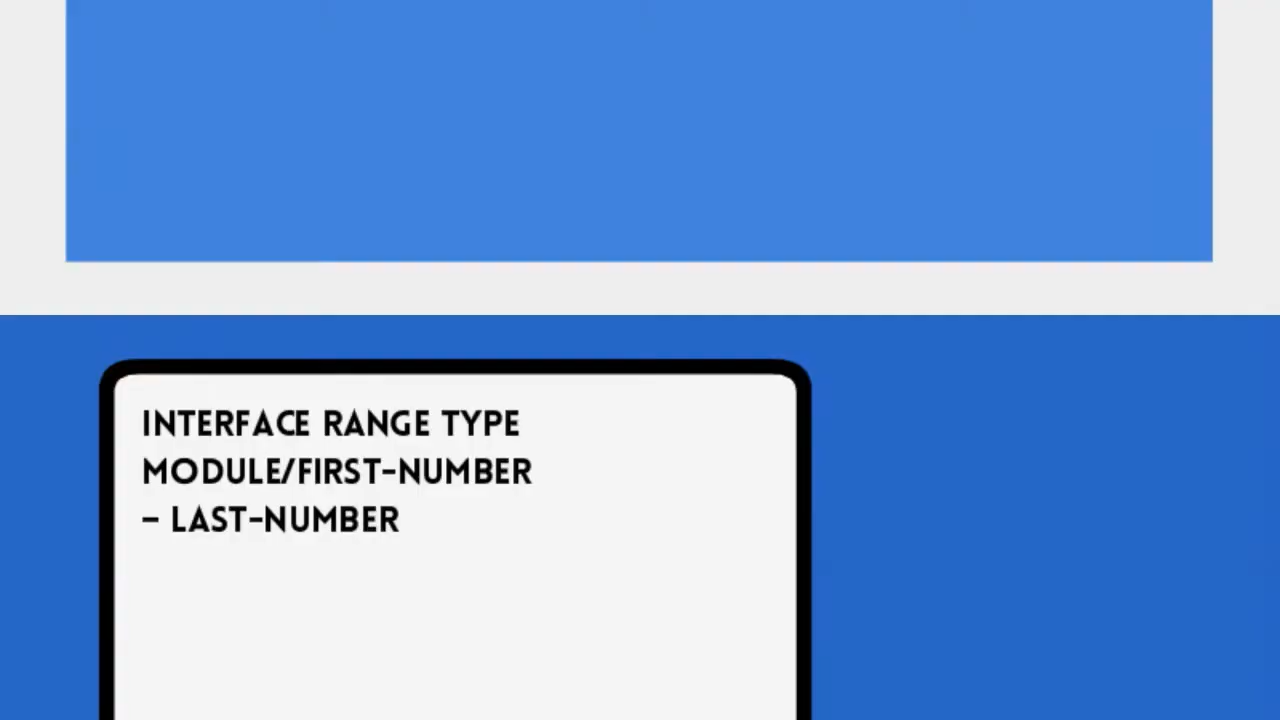 INTERFACE RANGE TYPE
MODULE/FIRST-NUMBER
– LAST-NUMBER